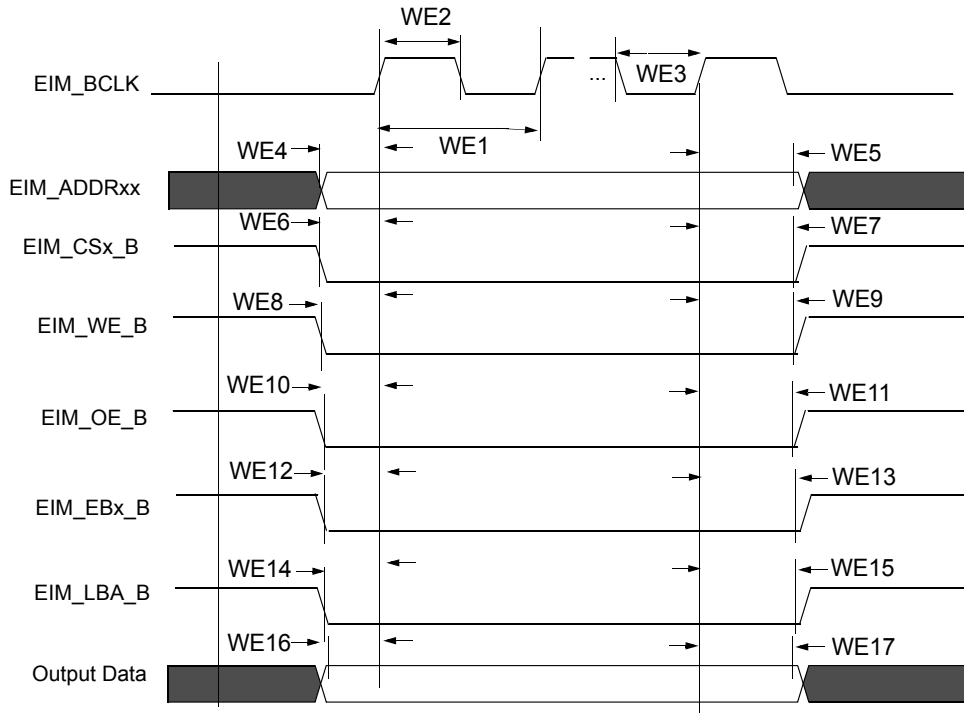 WE2
EIM_BCLK
...
WE3
WE4
WE1
WE5
EIM_ADDRxx
WE6
WE7
EIM_CSx_B
WE8
WE9
EIM_WE_B
WE10
WE11
EIM_OE_B
WE12
WE13
EIM_EBx_B
WE14
WE15
EIM_LBA_B
WE16
WE17
Output Data